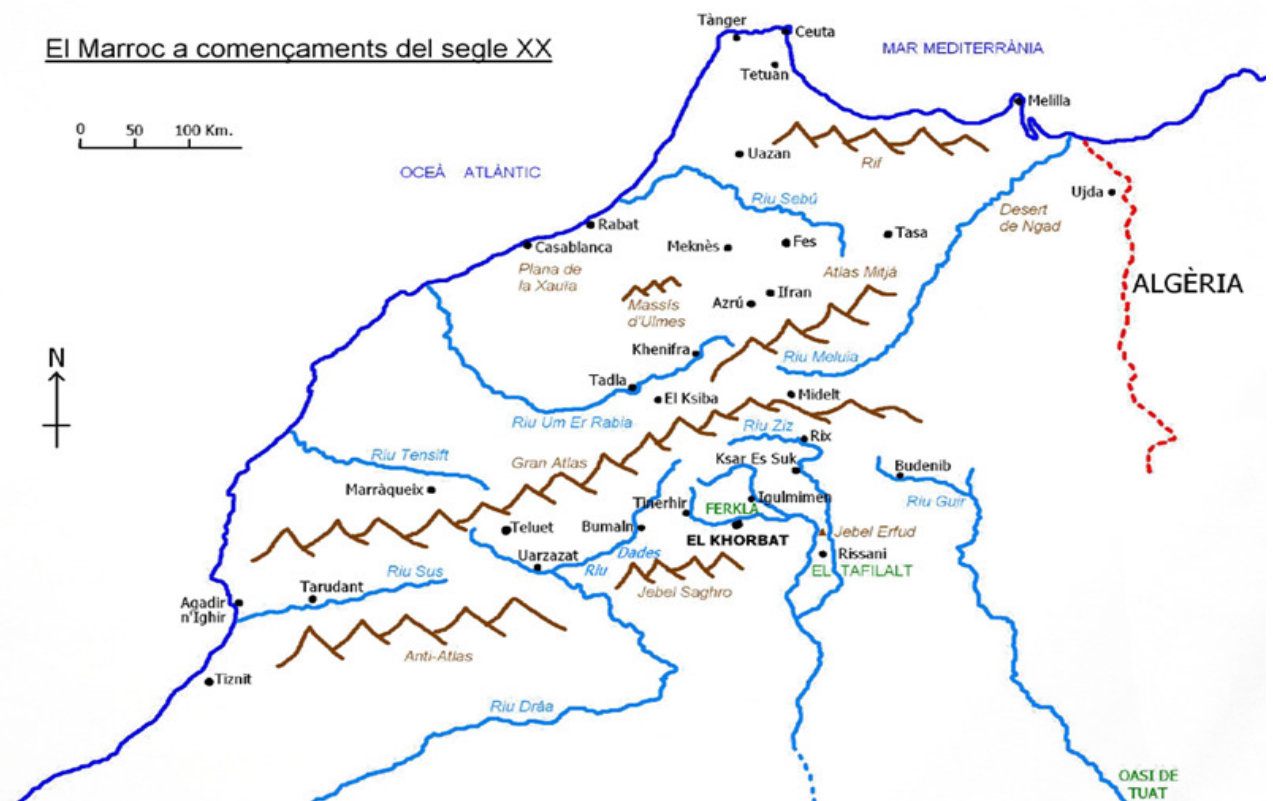 El Marroc a començaments del segle XX
0 50 100 Km.
N
Tànger
Ceuta
MAR MEDITERRÀNIA
Tetuàn
Melilla
Uazan
Rif
OCEÀ ATLÀNTIC
Riu Sebú
Ujda
Desert
de Ngad
Rabat
Casablanca
Meknès
Fes
Tasa
Plana de
la Xauïa
Atlas Mitjà
ALGÈRIA
Massís
d'Ulmes
Azrú
Ifran
Khenifra
Riu Meluia
Tadla
El Ksiba
Midelt
Riu Um Er Rabia
Riu Ziz
Rix
Riu Tensift
Gran Atlas
Ksar Es Suk
Budenib
Marràqueix
Tinerhir
FERKLA
Igulmimen
Riu Guir
Teluet
Bumaln
EL KHORBAT
Jebel Erfud
Uarzazat
Riu Dades
Rissani
EL TAFILALT
Riu Sus
Jebel Saghro
Tarudant
Agadir
n'Ighir
Anti-Atlas
Tiznit
Riu Drâa
OASI DE
TUAT